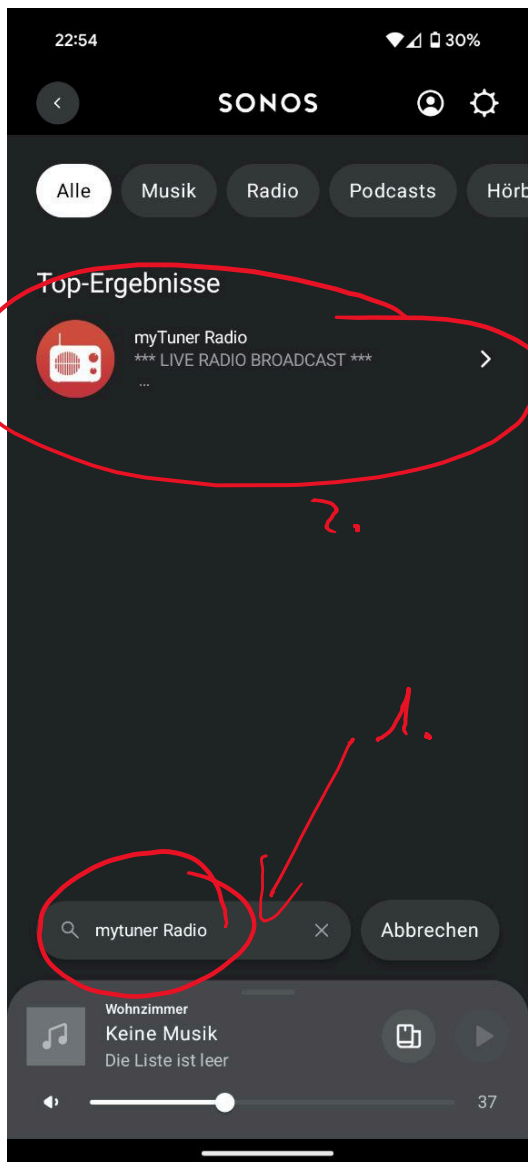 22:54
30%
SONOS
Alle Musik Radio Podcasts Hörb
Top-Ergebnisse
myTuner Radio
*** LIVE RADIO BROADCAST ***
...
2.
1.
mytuner Radio
Abbrechen
Wohnzimmer
Keine Musik
Die Liste ist leer
37